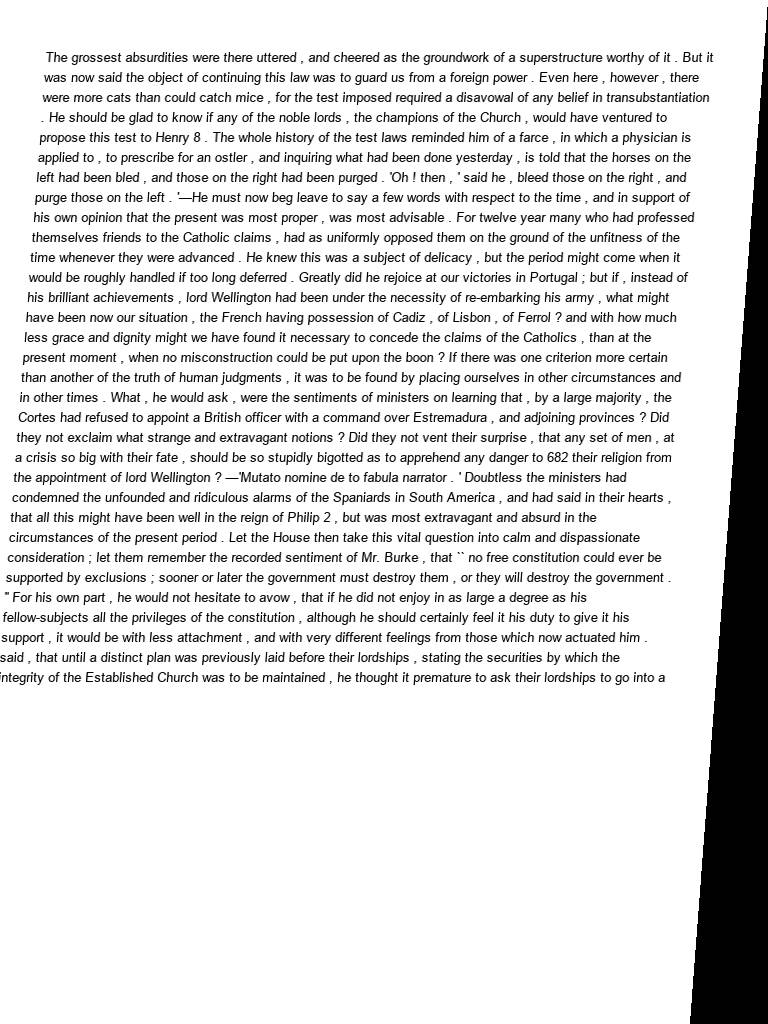 The grossest absurdities were there uttered , and cheered as the groundwork of a superstructure worthy of it . But it
was now said the object of continuing this law was to guard us from a foreign power . Even here , however , there
were more cats than could catch mice , for the test imposed required a disavowal of any belief in transubstantiation
. He should be glad to know if any of the noble lords , the champions of the Church , would have ventured to
propose this test to Henry 8 . The whole history of the test laws reminded him of a farce , in which a physician is
applied to , to prescribe for an ostler , and inquiring what had been done yesterday , is told that the horses on the
left had been bled , and those on the right had been purged . 'Oh ! then , ' said he , bleed those on the right , and
purge those on the left . '—He must now beg leave to say a few words with respect to the time , and in support of
his own opinion that the present was most proper , was most advisable . For twelve year many who had professed
themselves friends to the Catholic claims , had as uniformly opposed them on the ground of the unfitness of the
time whenever they were advanced . He knew this was a subject of delicacy , but the period might come when it
would be roughly handled if too long deferred . Greatly did he rejoice at our victories in Portugal ; but if , instead of
his brilliant achievements , lord Wellington had been under the necessity of re-embarking his army , what might
have been now our situation , the French having possession of Cadiz , of Lisbon , of Ferrol ? and with how much
less grace and dignity might we have found it necessary to concede the claims of the Catholics , than at the
present moment , when no misconstruction could be put upon the boon ? If there was one criterion more certain
than another of the truth of human judgments , it was to be found by placing ourselves in other circumstances and
in other times . What , he would ask , were the sentiments of ministers on learning that , by a large majority , the
Cortes had refused to appoint a British officer with a command over Estremadura , and adjoining provinces ? Did
they not exclaim what strange and extravagant notions ? Did they not vent their surprise , that any set of men , at
a crisis so big with their fate , should be so stupidly bigotted as to apprehend any danger to 682 their religion from
the appointment of lord Wellington ? —'Mutato nomine de to fabula narrator . ' Doubtless the ministers had
condemned the unfounded and ridiculous alarms of the Spaniards in South America , and had said in their hearts ,
that all this might have been well in the reign of Philip 2 , but was most extravagant and absurd in the
circumstances of the present period . Let the House then take this vital question into calm and dispassionate
consideration ; let them remember the recorded sentiment of Mr. Burke , that `` no free constitution could ever be
supported by exclusions ; sooner or later the government must destroy them , or they will destroy the government .
'' For his own part , he would not hesitate to avow , that if he did not enjoy in as large a degree as his
fellow-subjects all the privileges of the constitution , although he should certainly feel it his duty to give it his
support , it would be with less attachment , and with very different feelings from those which now actuated him .
said , that until a distinct plan was previously laid before their lordships , stating the securities by which the
integrity of the Established Church was to be maintained , he thought it premature to ask their lordships to go into a